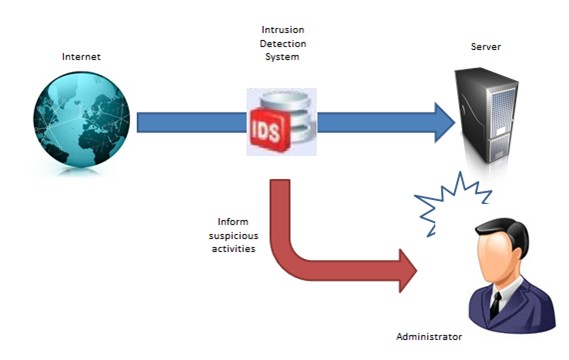 Internet
Intrusion
Detection
System
Server
IDS
Inform
suspicious
activities
Administrator